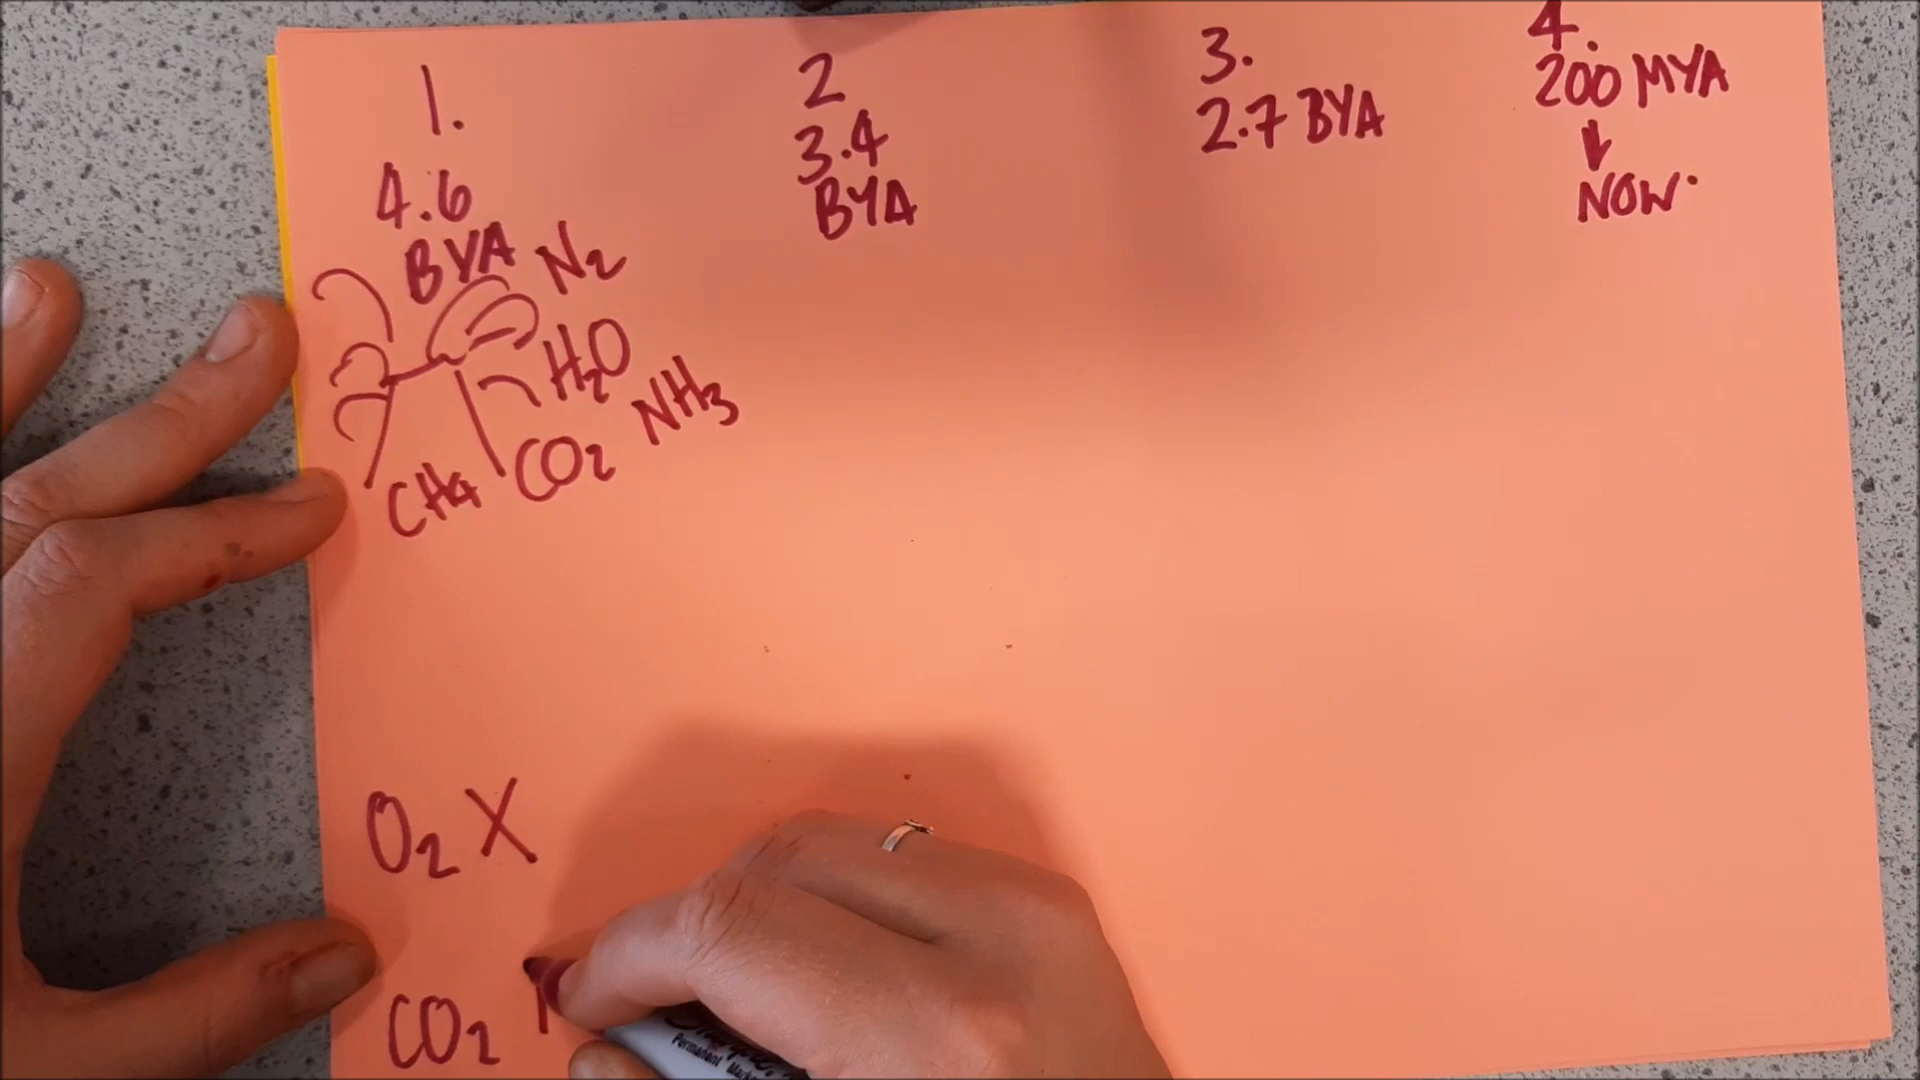 1.
4.6
BYA
N2
H2O
NH3
CO2
CH4
2
3.4
BYA
3.
2.7 BYA
4.
200 MYA
NOW.
O2 X
CO2
Permanent